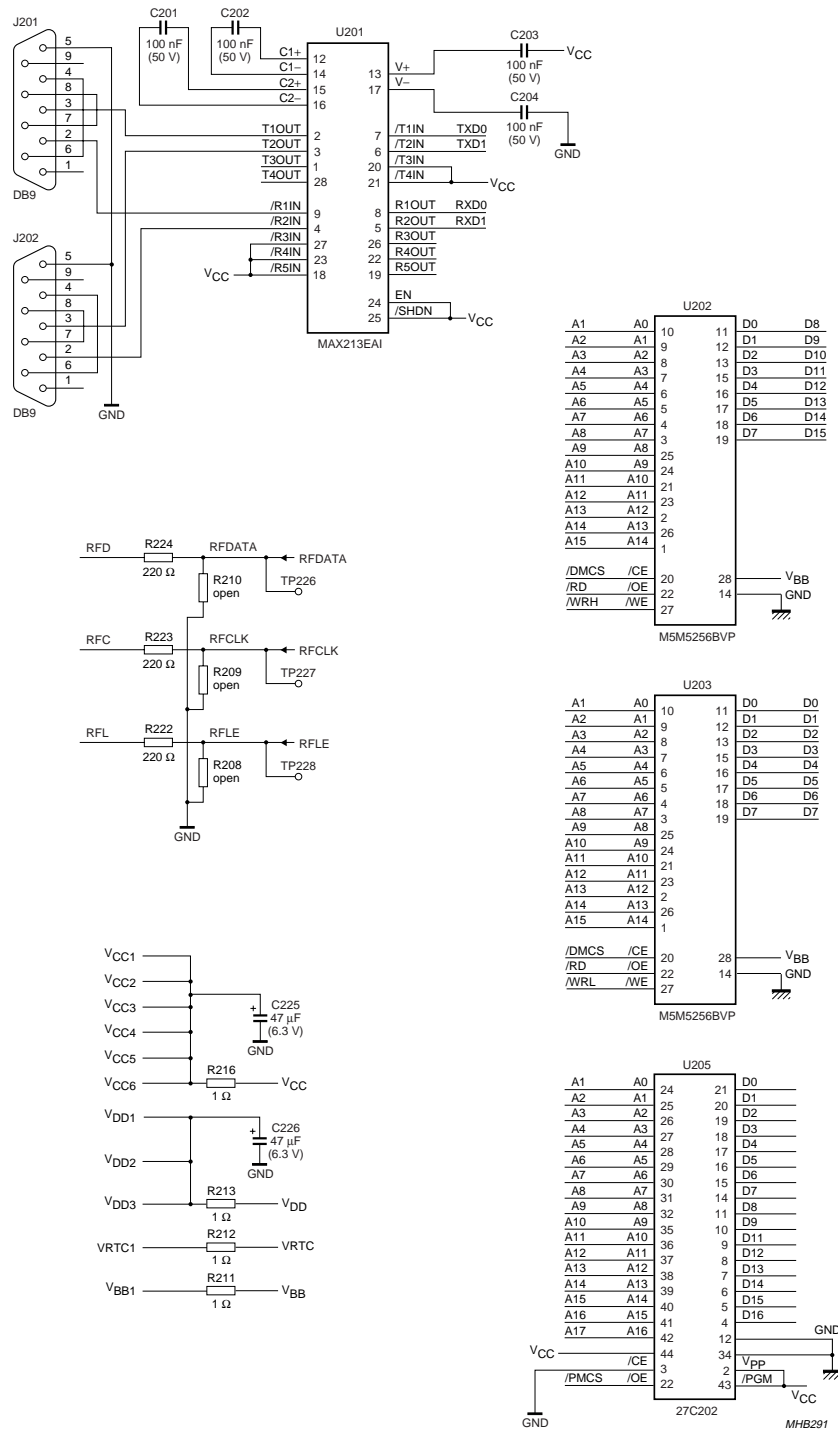 J201
5
9
4
8
3
7
2
6
1
DB9
J202
5
9
4
8
3
7
2
6
1
DB9
GND
C201
100 nF
(50 V)
C202
100 nF
(50 V)
U201
C1+ 12
C1− 14
C2+ 15
C2− 16
T1OUT 2
T2OUT 3
T3OUT 1
T4OUT 28
/R1IN 9
/R2IN 4
/R3IN 27
/R4IN 23
/R5IN 18
VCC
13 V+
17 V−
7 /T1IN TXD0
6 /T2IN TXD1
20 /T3IN
21 /T4IN
VCC
8 R1OUT RXD0
5 R2OUT RXD1
26 R3OUT
22 R4OUT
19 R5OUT
24 EN
25 /SHDN
VCC
MAX213EAI
C203
100 nF
(50 V)
VCC
C204
100 nF
(50 V)
GND
RFD R224 RFDATA RFDATA
220 Ω
R210
open
TP226
RFC R223 RFCLK RFCLK
220 Ω
R209
open
TP227
RFL R222 RFLE RFLE
220 Ω
R208
open
TP228
GND
VCC1
VCC2
VCC3
VCC4
VCC5
VCC6
C225
+ 47 µF
(6.3 V)
GND
R216
1 Ω
VCC
VDD1
VDD2
VDD3
C226
+ 47 µF
(6.3 V)
GND
R213
1 Ω
VDD
VRTC1 R212 VRTC
1 Ω
VBB1 R211 VBB
1 Ω
U202
A1 A0 10 11 D0 D8
A2 A1 9 12 D1 D9
A3 A2 8 13 D2 D10
A4 A3 7 15 D3 D11
A5 A4 6 16 D4 D12
A6 A5 5 17 D5 D13
A7 A6 4 18 D6 D14
A8 A7 3 19 D7 D15
A9 A8 25
A10 A9 24
A11 A10 21
A12 A11 23
A13 A12 2
A14 A13 26
A15 A14 1
/DMCS /CE 20 28 VBB
/RD /OE 22 14 GND
/WRH /WE 27
M5M5256BVP
U203
A1 A0 10 11 D0 D0
A2 A1 9 12 D1 D1
A3 A2 8 13 D2 D2
A4 A3 7 15 D3 D3
A5 A4 6 16 D4 D4
A6 A5 5 17 D5 D5
A7 A6 4 18 D6 D6
A8 A7 3 19 D7 D7
A9 A8 25
A10 A9 24
A11 A10 21
A12 A11 23
A13 A12 2
A14 A13 26
A15 A14 1
/DMCS /CE 20 28 VBB
/RD /OE 22 14 GND
/WRL /WE 27
M5M5256BVP
U205
A1 A0 24 21 D0
A2 A1 25 20 D1
A3 A2 26 19 D2
A4 A3 27 18 D3
A5 A4 28 17 D4
A6 A5 29 16 D5
A7 A6 30 15 D6
A8 A7 31 14 D7
A9 A8 32 11 D8
A10 A9 35 10 D9
A11 A10 36 9 D11
A12 A11 37 8 D12
A13 A12 38 7 D13
A14 A13 39 6 D14
A15 A14 40 5 D15
A16 A15 41 4 D16
A17 A16 42 12 GND
VCC 44 34
/CE 3 2 VPP
/PMCS /OE 22 43 /PGM
VCC
GND
27C202
MHB291